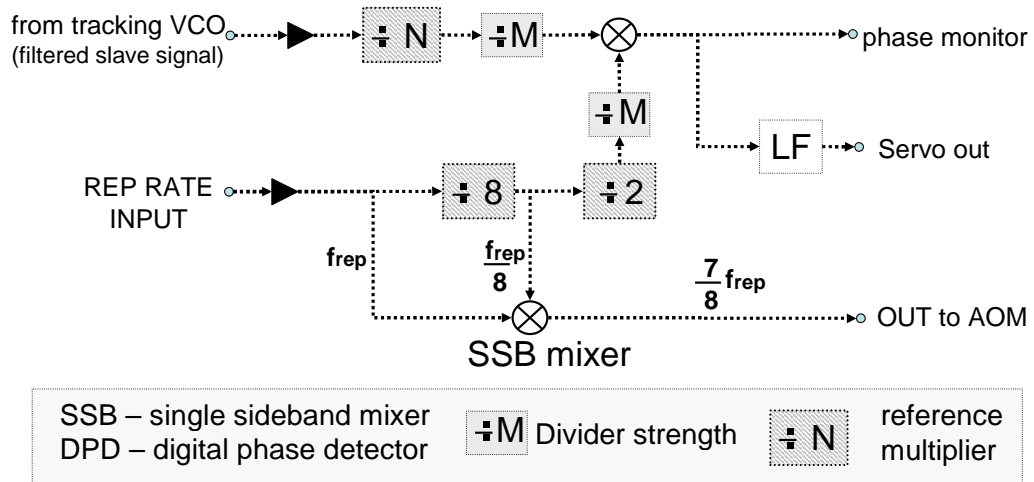 from tracking VCO
(filtered slave signal)
÷ N
÷M
phase monitor
÷M
LF
Servo out
REP RATE
INPUT
÷ 8
÷2
frep
frep
8
7
8
frep
OUT to AOM
SSB mixer
SSB – single sideband mixer
DPD – digital phase detector
÷M Divider strength
÷ N
reference
multiplier